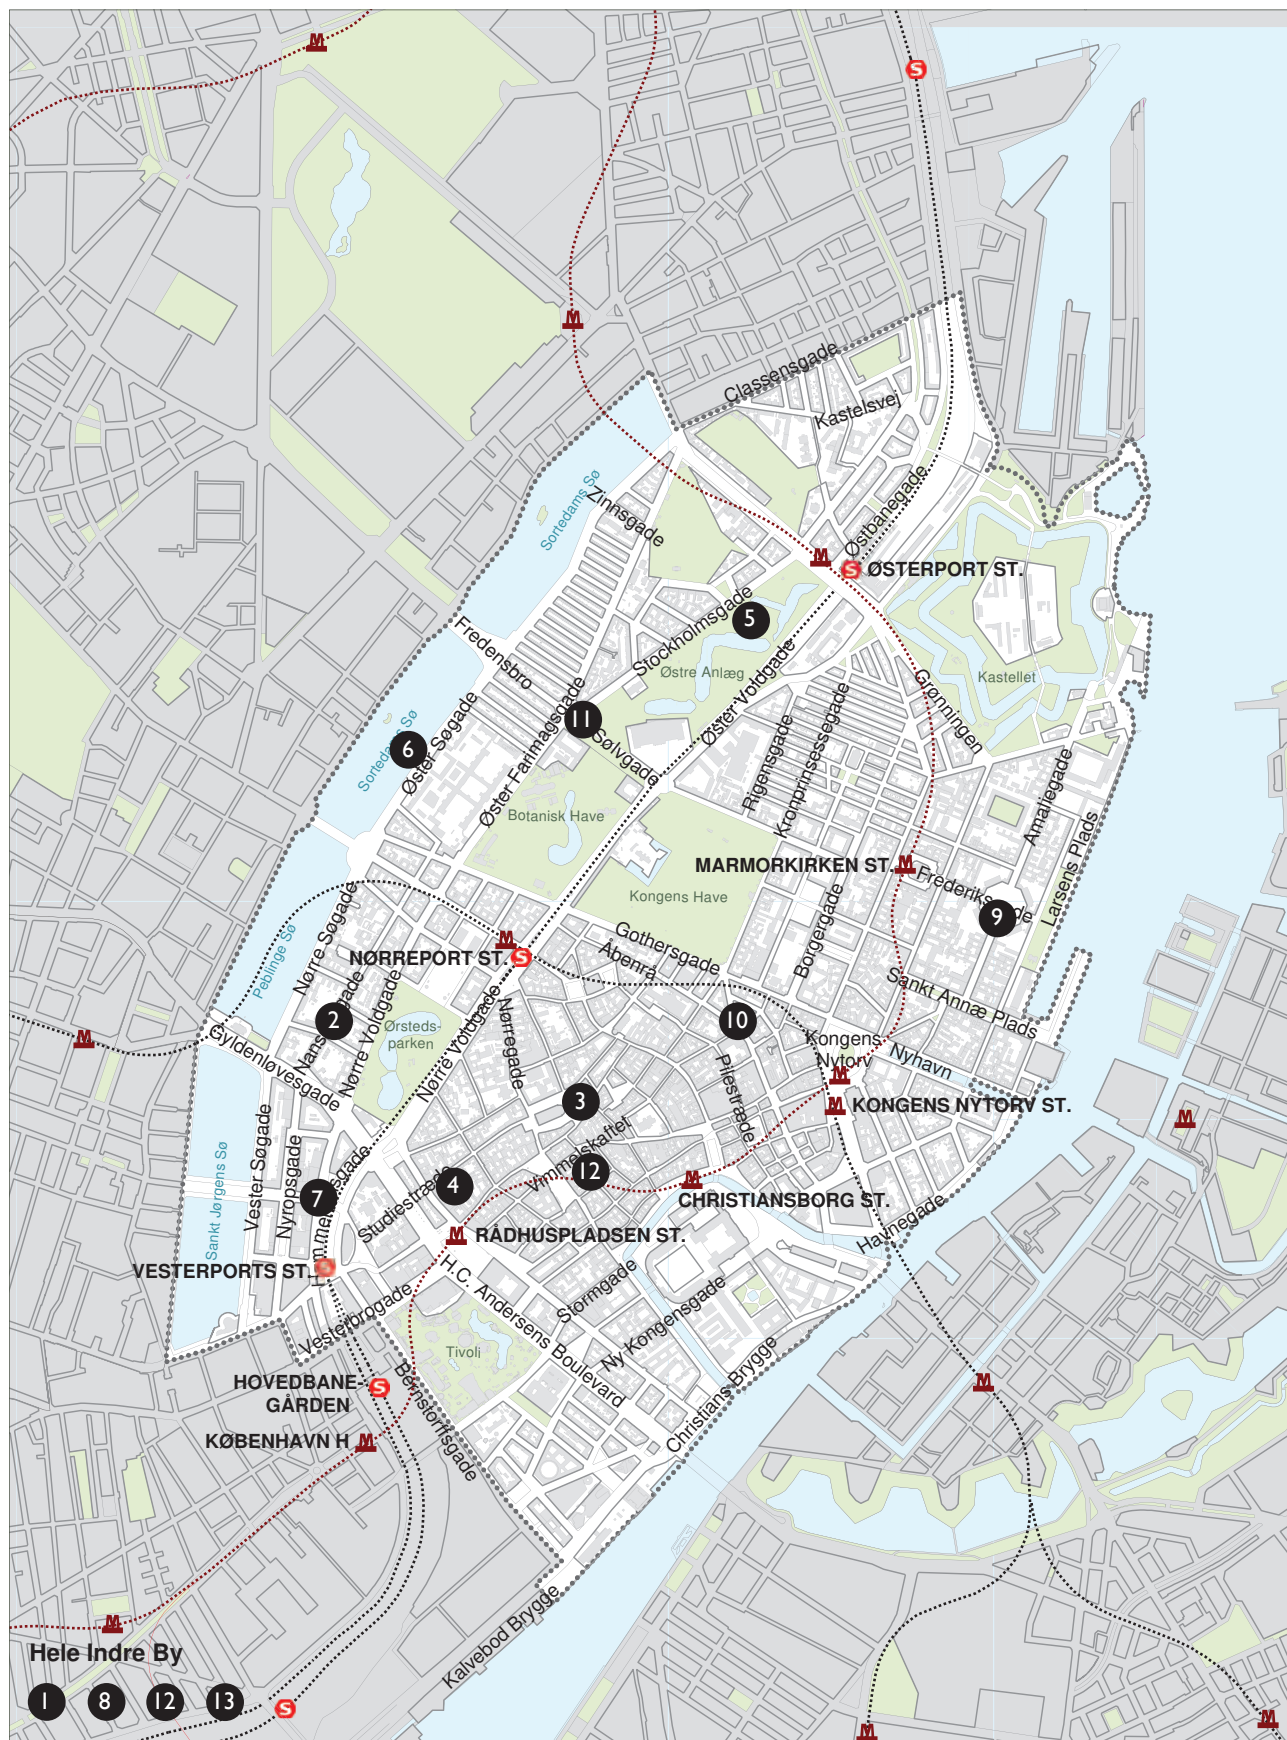 M
S
M
Classensgade
Kastelsvej
Sortedams Sø
Zinnsgade
Østbanegade
M
S
ØSTERPORT ST.
5
Stockholmsgade
Fredensbro
Østre Anlæg
Øster Voldgade
Kastellet
Grønningen
Sortedams Sø
6
Øster Søgade
Øster Farimagsgade
11
Sølvgade
Rigensgade
Kronprinsessegade
Amaliegade
Botanisk Have
Larsens Plads
MARMORKIRKEN ST.
M
Frederiksgade
9
Kongens Have
Nørre Søgade
Peblinge Sø
Gothersgade
Åbenrå
Borgergade
M
NØRREPORT ST.
S
Sankt Annæ Plads
Nansensgade
2
Nørre Voldgade
Ørsteds-
parken
Nørre Voldgade
Nørregade
10
Kongens
Nytorv
Nyhavn
M
Gyldenløvesgade
Pilestræde
M
M
KONGENS NYTORV ST.
M
3
Vimmelskaftet
12
Sankt Jørgens Sø
Vester Søgade
Nyropsgade
7
Studiestræde
4
M
CHRISTIANSBORG ST.
Havnegade
M
RÅDHUSPLADSEN ST.
VESTERPORTS ST.
S
H.C. Andersens Boulevard
Stormgade
Ny Kongensgade
Vesterbrogade
Tivoli
Christians Brygge
HOVEDBANE-
GÅRDEN
S
Bernstorffsgade
M
KØBENHAVN H
M
Kalvebod Brygge
M
Hele Indre By
1 8 12 13
S
M
M